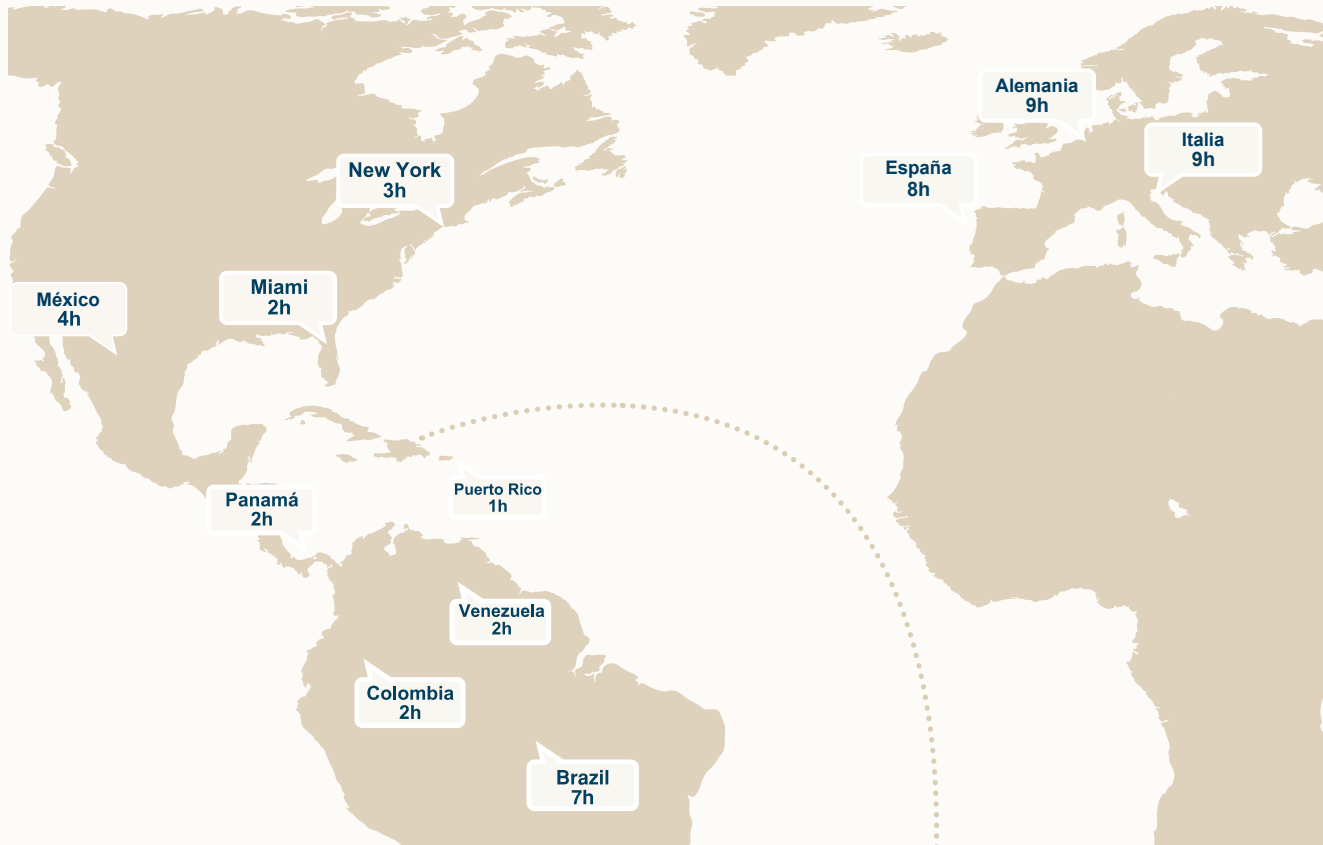 Alemania
9h
Italia
9h
New York
3h
España
8h
Miami
2h
México
4h
Puerto Rico
1h
Panamá
2h
Venezuela
2h
Colombia
2h
Brazil
7h